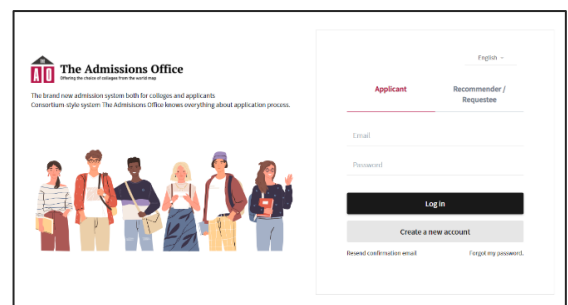 AO
The Admissions Office
Offering the choice of colleges from the world map
The brand new admission system both for colleges and applicants
Consortium-style system The Admissions Office knows everything about application process.
English
Applicant
Recommender /
Requestee
Email
Password
Log in
Create a new account
Resend confirmation email
Forgot my password.